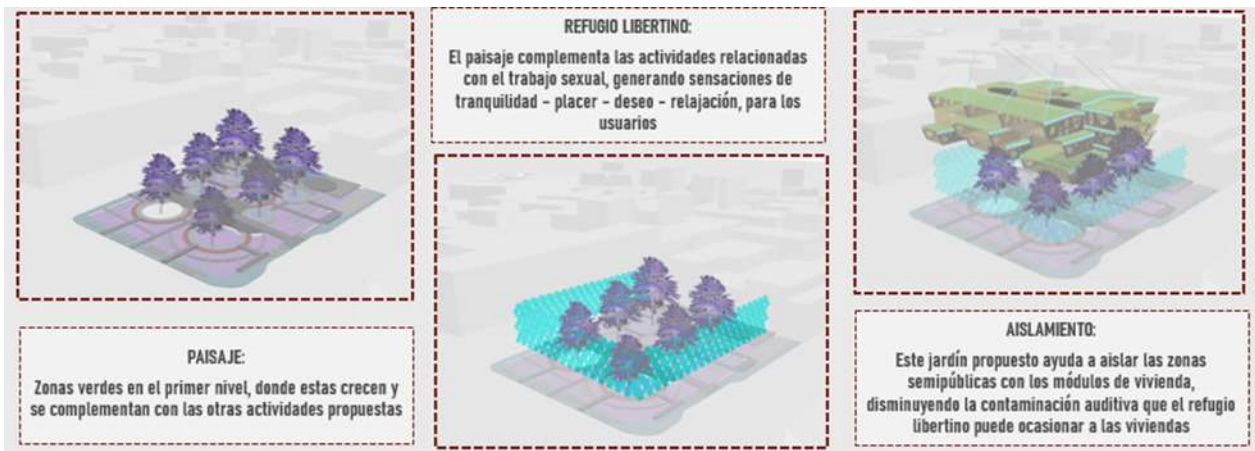 PAISAJE:
Zonas verdes en el primer nivel, donde estas crecen y
se complementan con las otras actividades propuestas
REFUGIO LIBERTINO:
El paisaje complementa las actividades relacionadas
con el trabajo sexual, generando sensaciones de
tranquilidad - placer - deseo - relajación, para los
usuarios
AISLAMIENTO:
Este jardín propuesto ayuda a aislar las zonas
semipúblicas con los módulos de vivienda,
disminuyendo la contaminación auditiva que el refugio
libertino puede ocasionar a las viviendas